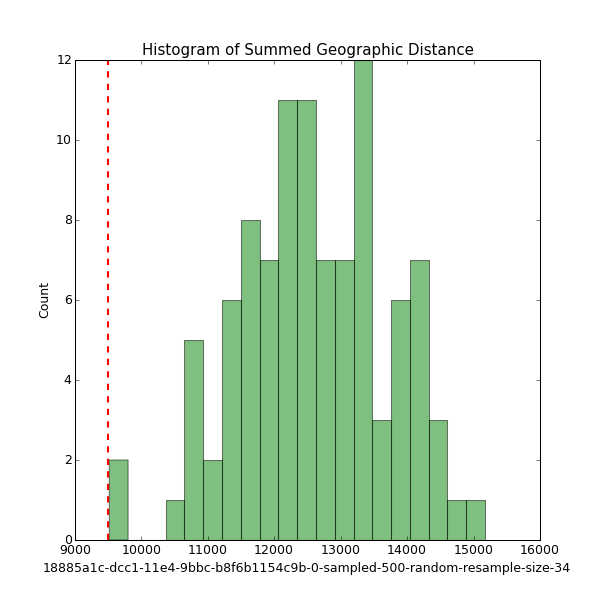 Histogram of Summed Geographic Distance
12
10
8
6
4
2
0
Count
9000 10000 11000 12000 13000 14000 15000 16000
18885a1c-dcc1-11e4-9bbc-b8f6b1154c9b-0-sampled-500-random-resample-size-34